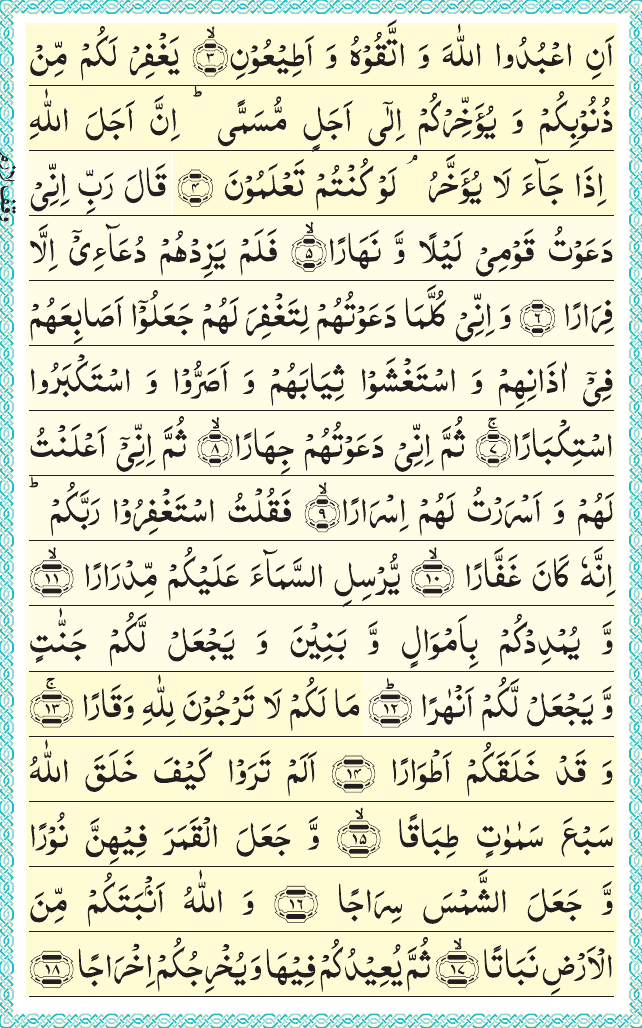 اَنِ اعۡبُدُوا اللّٰهَ وَ اتَّقُوۡهُ وَ اَطِيۡعُوۡنِۙ‏﴿۳﴾ يَغۡفِرۡ لَكُمۡ مِّنۡ
ذُنُوۡبِكُمۡ وَ يُؤَخِّرۡكُمۡ اِلٰٓى اَجَلٍ مُّسَمًّىؕ اِنَّ اَجَلَ اللّٰهِ
اِذَا جَآءَ لَا يُؤَخَّرُۘ لَوۡ كُنۡتُمۡ تَعۡلَمُوۡنَ‏﴿۴﴾ قَالَ رَبِّ اِنِّىۡ
دَعَوۡتُ قَوۡمِىۡ لَيۡلًا وَّ نَهَارًاۙ‏﴿۵﴾ فَلَمۡ يَزِدۡهُمۡ دُعَآءِىۡۤ اِلَّا
فِرَارًا‏﴿۶﴾ وَ اِنِّىۡ كُلَّمَا دَعَوۡتُهُمۡ لِتَغۡفِرَ لَهُمۡ جَعَلُوۡۤا اَصَابِعَهُمۡ
فِىۡۤ اٰذَانِهِمۡ وَ اسۡتَغۡشَوۡا ثِيَابَهُمۡ وَ اَصَرُّوۡا وَ اسۡتَكۡبَرُوا
اسۡتِكۡبَارًاۚ‏﴿۷﴾ ثُمَّ اِنِّىۡ دَعَوۡتُهُمۡ جِهَارًاۙ‏﴿۸﴾ ثُمَّ اِنِّىۡۤ اَعۡلَنۡتُ
لَهُمۡ وَ اَسۡرَرۡتُ لَهُمۡ اِسۡرَارًاۙ‏﴿۹﴾ فَقُلۡتُ اسۡتَغۡفِرُوۡا رَبَّكُمۡؕ
اِنَّهٗ كَانَ غَفَّارًاۙ‏﴿۱۰﴾ يُّرۡسِلِ السَّمَآءَ عَلَيۡكُمۡ مِّدۡرَارًاۙ‏﴿۱۱﴾
وَّ يُمۡدِدۡكُمۡ بِاَمۡوَالٍ وَّ بَنِيۡنَ وَ يَجۡعَلۡ لَّكُمۡ جَنّٰتٍ
وَّ يَجۡعَلۡ لَّكُمۡ اَنۡهٰرًاؕ‏﴿۱۲﴾ مَا لَكُمۡ لَا تَرۡجُوۡنَ لِلّٰهِ وَقَارًاۚ‏﴿۱۳﴾
وَ قَدۡ خَلَقَكُمۡ اَطۡوَارًا‏﴿۱۴﴾ اَلَمۡ تَرَوۡا كَيۡفَ خَلَقَ اللّٰهُ
سَبۡعَ سَمٰوٰتٍ طِبَاقًاۙ‏﴿۱۵﴾ وَّ جَعَلَ الۡقَمَرَ فِيۡهِنَّ نُوۡرًا
وَّ جَعَلَ الشَّمۡسَ سِرَاجًا‏﴿۱۶﴾ وَ اللّٰهُ اَنۡۢبَتَكُمۡ مِّنَ
الۡاَرۡضِ نَبَاتًاۙ‏﴿۱۷﴾ ثُمَّ يُعِيۡدُكُمۡ فِيۡهَا وَ يُخۡرِجُكُمۡ اِخۡرَاجًا‏﴿۱۸﴾